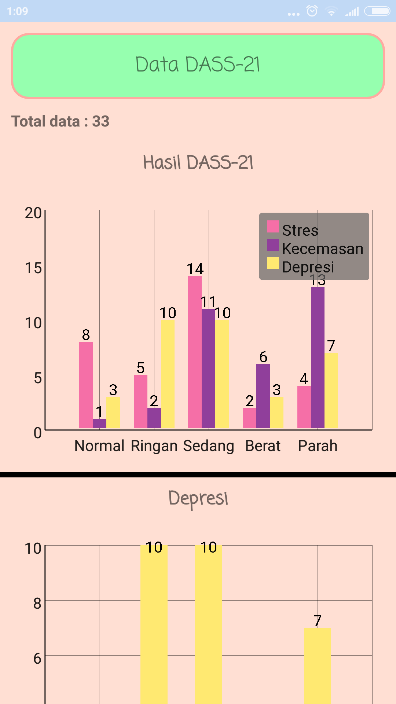 1:09
Data DASS-21
Total data : 33
Hasil DASS-21
20
15
10
5
0
Stres
Kecemasan
Depresi
8 1 3 5 2 10 14 11 10 2 6 3 4 13 7
Normal Ringan Sedang Berat Parah
Depresi
10
8
6
10 10 7